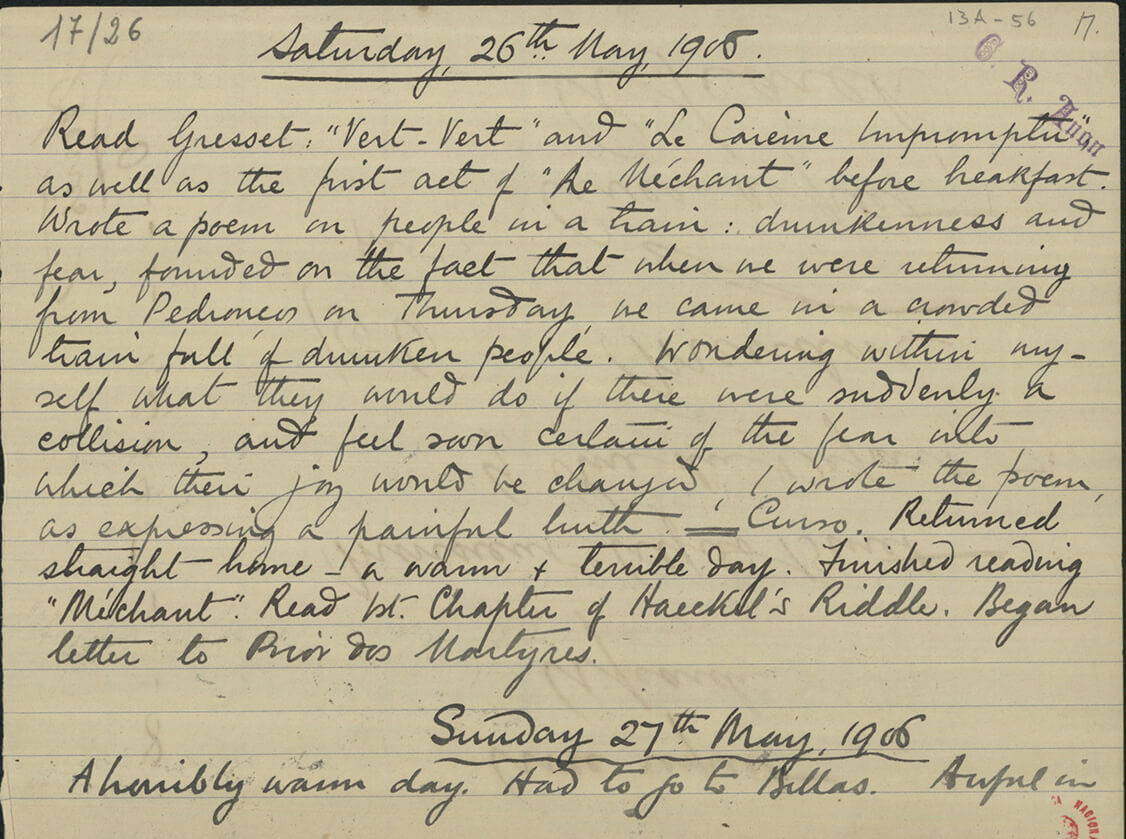 17/26
13A-56 17.
C. R. Anon
Saturday, 26th. May, 1906.
Read Gresset: "Vert-Vert" and "Le Carême Impromptu",
as well as the first act of "Le Méchant" before breakfast.
Wrote a poem on people in a train: drunkenness and
fear, founded on the fact that when we were returning
from Pedrouços on Thursday, we came in a crowded
train full of drunken people. Wondering within my-
self what they would do if there were suddenly a
collision, and feel soon certain of the fear into
which their joy would be changed, I wrote the poem,
as expressing a painful truth. = Curso. Returned
straight home – a warm & terrible day. Finished reading
"Méchant". Read 1st. Chapter of Haeckel's Riddle. Began
letter to Prior dos Martyres.
Sunday 27th May, 1906
A horribly warm day. Had to go to Bellas. Awful in
NACIONA